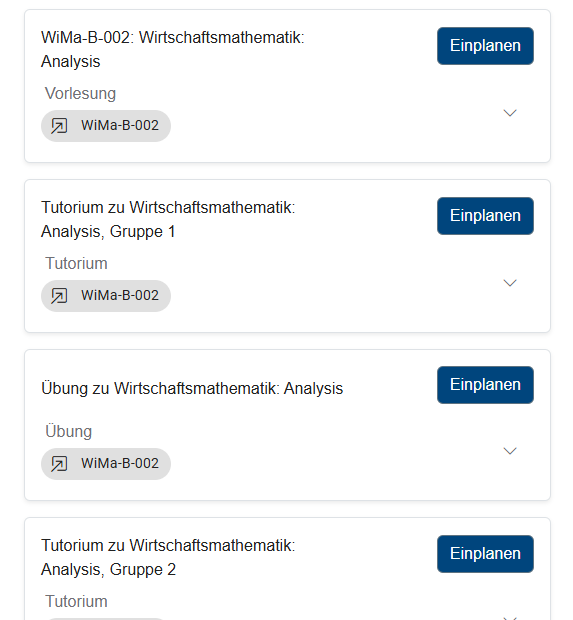 WiMa-B-002: Wirtschaftsmathematik:
Analysis
Einplanen
Vorlesung
WiMa-B-002
Tutorium zu Wirtschaftsmathematik:
Analysis, Gruppe 1
Einplanen
Tutorium
WiMa-B-002
Übung zu Wirtschaftsmathematik: Analysis
Einplanen
Übung
WiMa-B-002
Tutorium zu Wirtschaftsmathematik:
Analysis, Gruppe 2
Einplanen
Tutorium